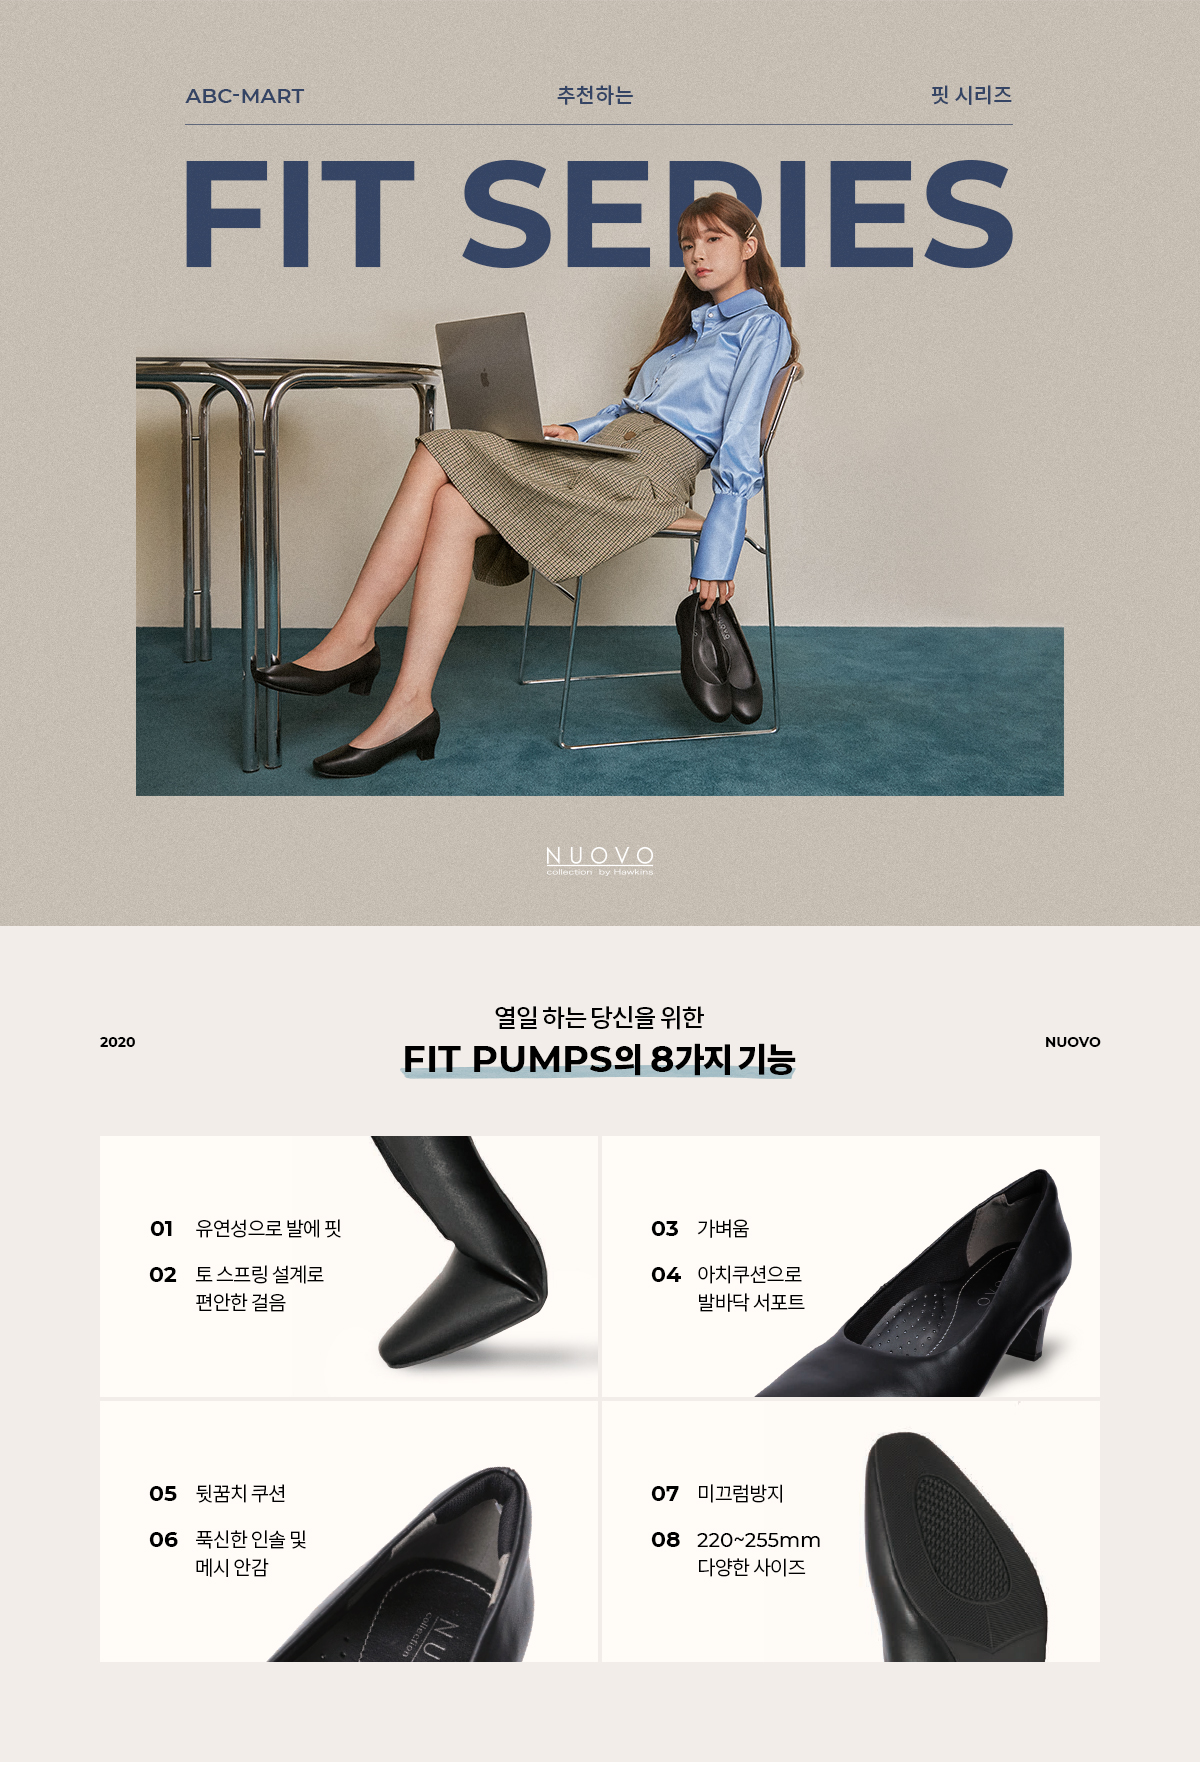 ABC-MART 추천하는 핏 시리즈
FIT SERIES
NUOVO
collection by Hawkins
열일 하는 당신을 위한
2020
FIT PUMPS의 8가지 기능
NUOVO
01 유연성으로 발에 핏
02 토 스프링 설계로
편안한 걸음
03 가벼움
04 아치쿠션으로
발바닥 서포트
05 뒷꿈치 쿠션
06 푹신한 인솔 및
메시 안감
07 미끄럼방지
08 220~255mm
다양한 사이즈